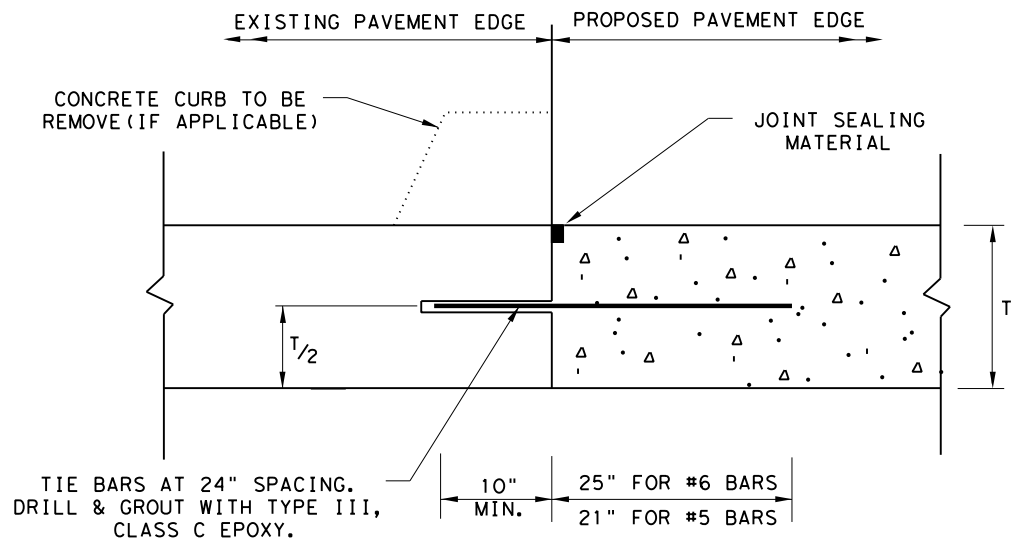 EXISTING PAVEMENT EDGE
PROPOSED PAVEMENT EDGE
CONCRETE CURB TO BE
REMOVE(IF APPLICABLE)
JOINT SEALING
MATERIAL
T/2
T
TIE BARS AT 24" SPACING.
DRILL & GROUT WITH TYPE III,
CLASS C EPOXY.
10"
MIN.
25" FOR #6 BARS
21" FOR #5 BARS